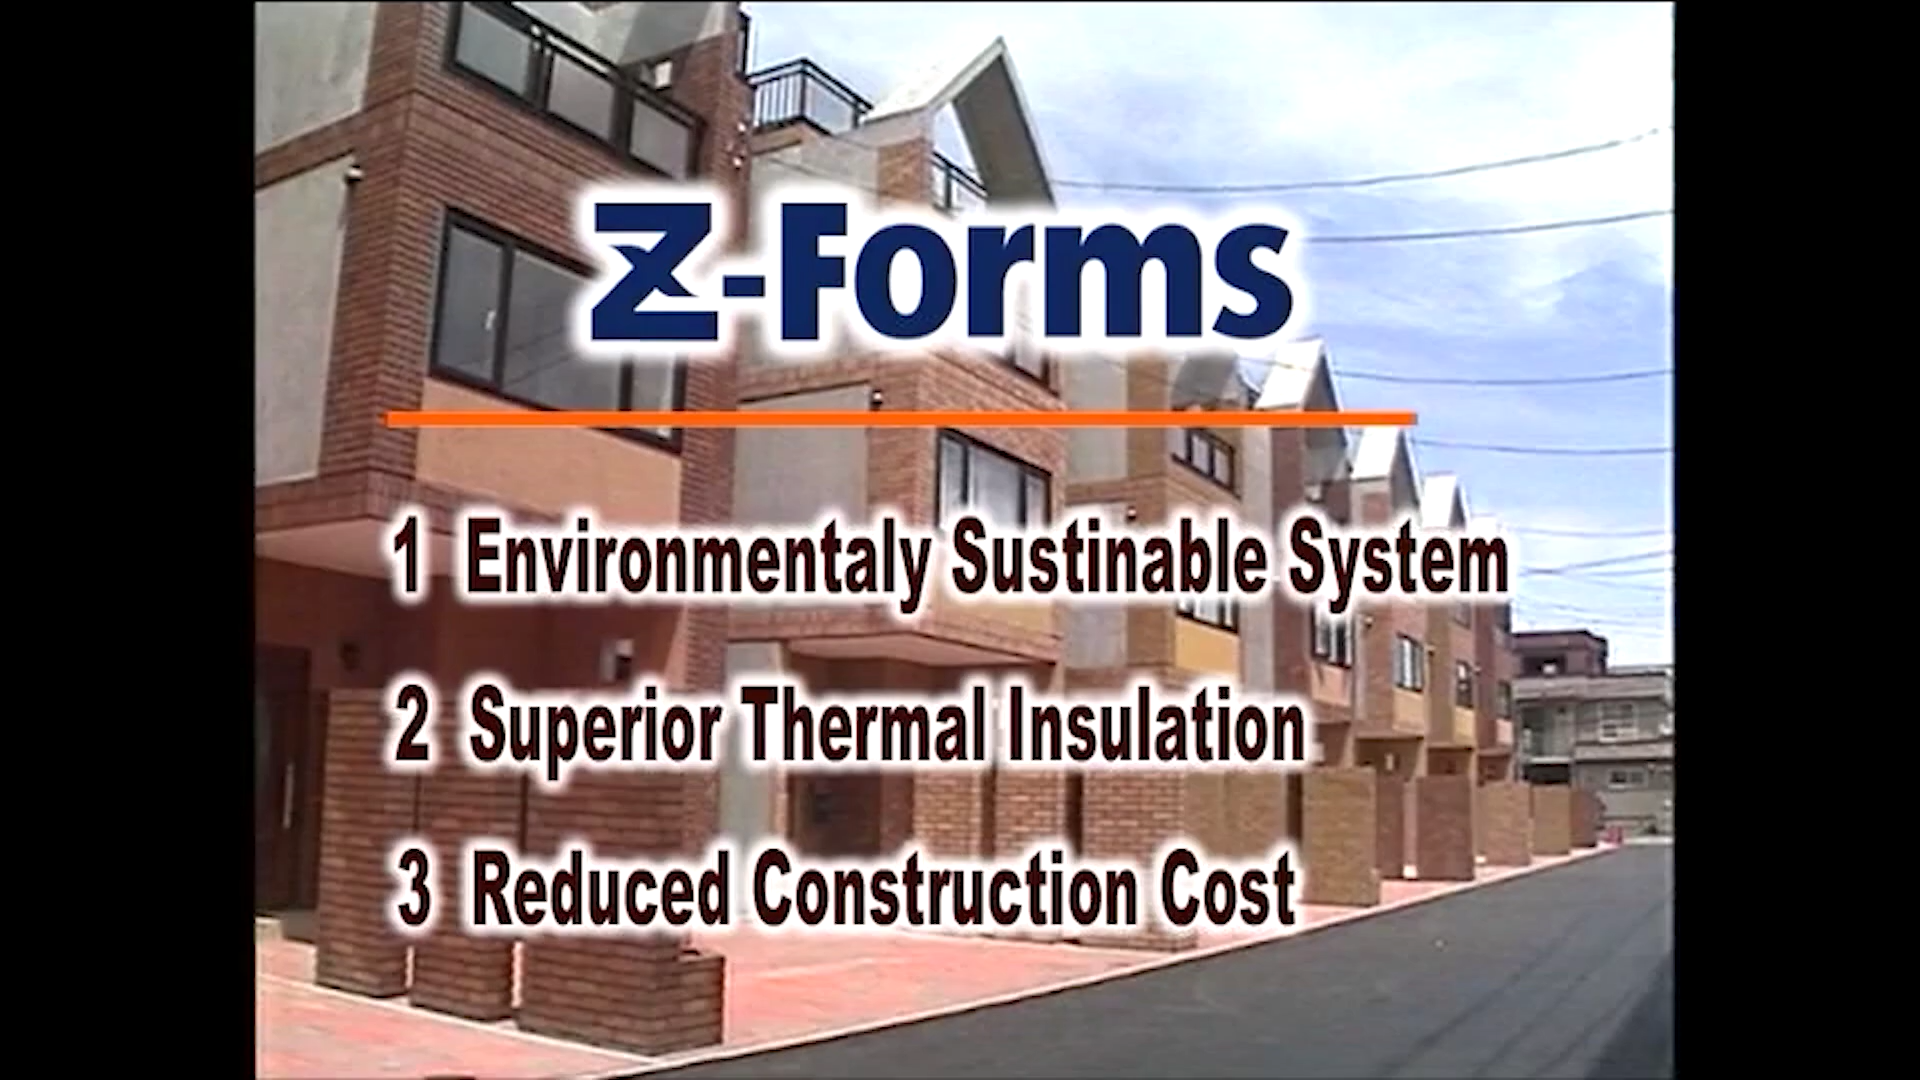 Z-Forms
1 Environmentaly Sustinable System
2 Superior Thermal Insulation
3 Reduced Construction Cost